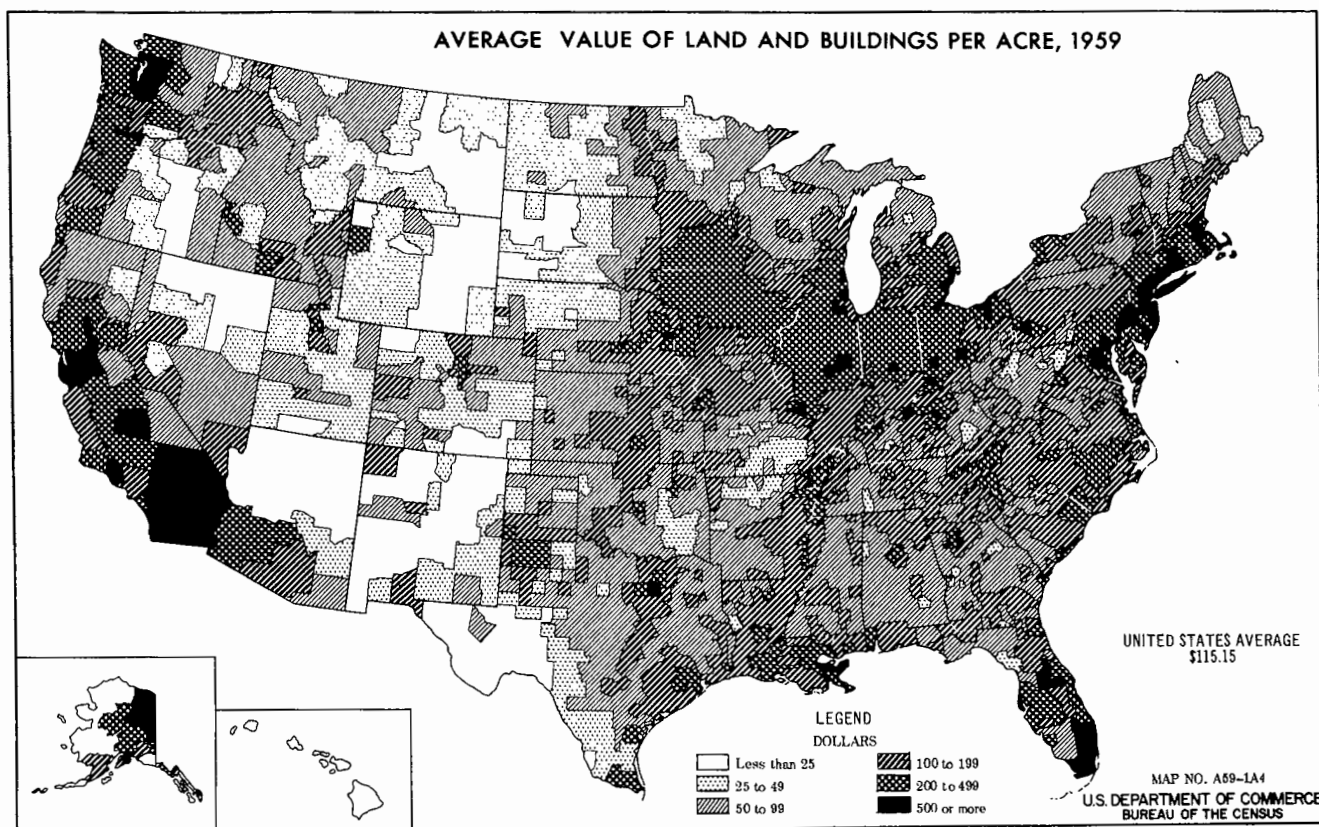 AVERAGE VALUE OF LAND AND BUILDINGS PER ACRE, 1959
UNITED STATES AVERAGE
$115.15
LEGEND
DOLLARS
Less than 25
25 to 49
50 to 99
100 to 199
200 to 499
500 or more
MAP NO. A59-1A4
U.S. DEPARTMENT OF COMMERCE
BUREAU OF THE CENSUS